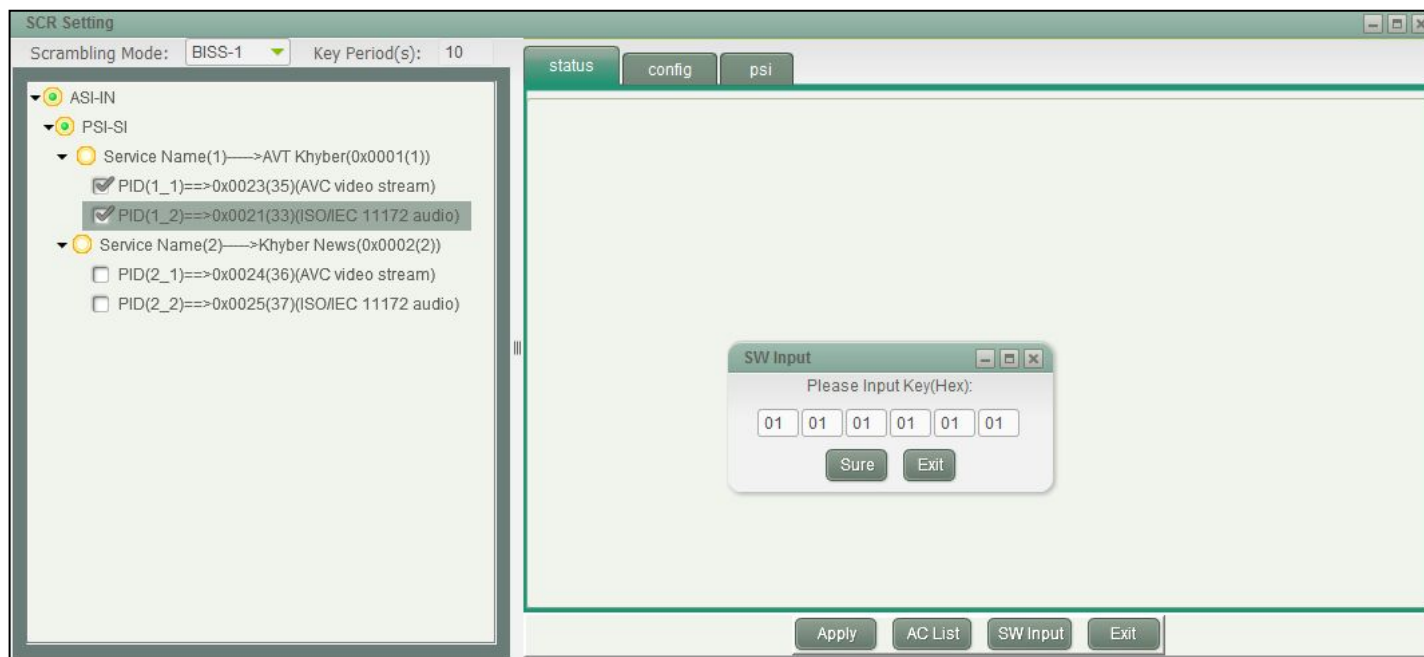 SCR Setting
Scrambling Mode: BISS-1 Key Period(s): 10
status config psi
ASI-IN
PSI-SI
Service Name(1)----->AVT Khyber(0x0001(1))
PID(1_1)==>0x0023(35)(AVC video stream)
PID(1_2)==>0x0021(33)(ISO/IEC 11172 audio)
Service Name(2)----->Khyber News(0x0002(2))
PID(2_1)==>0x0024(36)(AVC video stream)
PID(2_2)==>0x0025(37)(ISO/IEC 11172 audio)
SW Input
Please Input Key(Hex):
01 01 01 01 01 01
Sure Exit
Apply AC List SW Input Exit